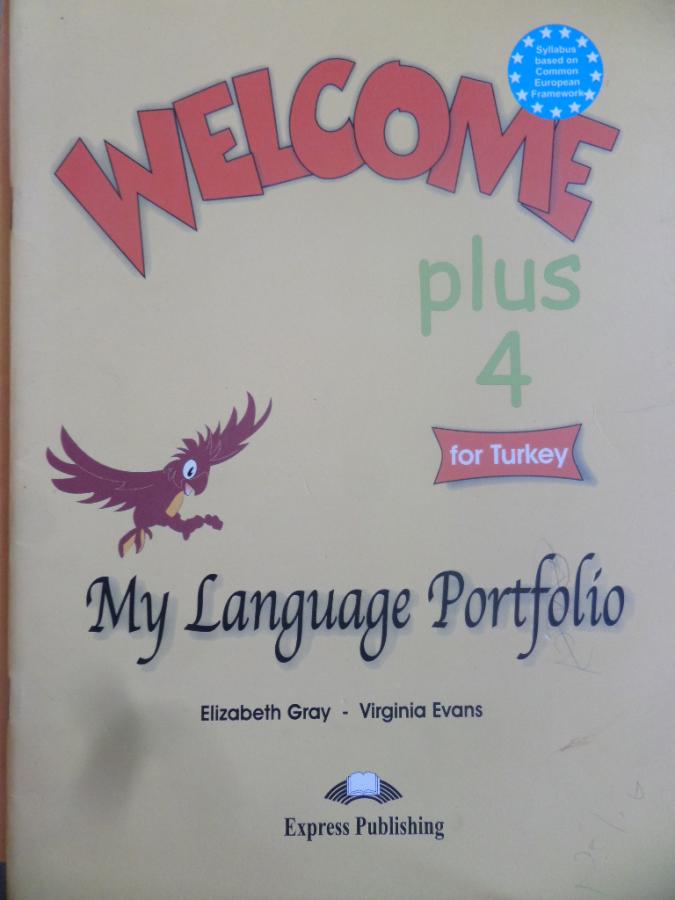 Syllabus
based on
Common
European
Framework
WELCOME
plus
4
for Turkey
My Language Portfolio
Elizabeth Gray - Virginia Evans
Express Publishing